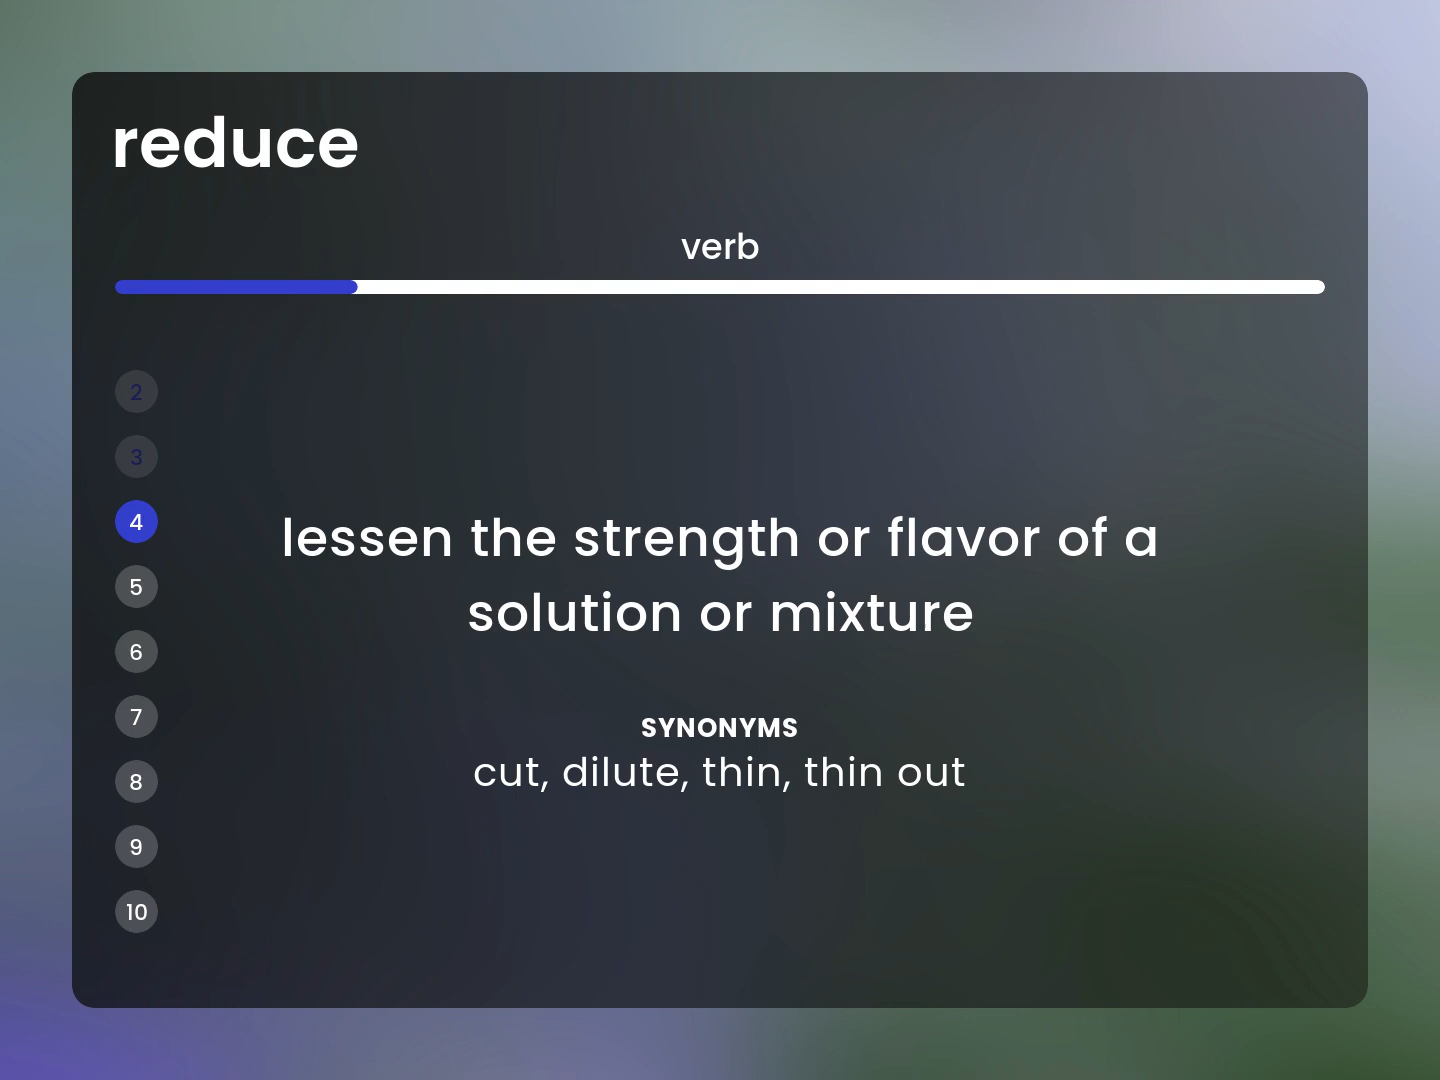 reduce
verb
2
3
4
5
6
7
8
9
10
lessen the strength or flavor of a
solution or mixture
SYNONYMS
cut, dilute, thin, thin out